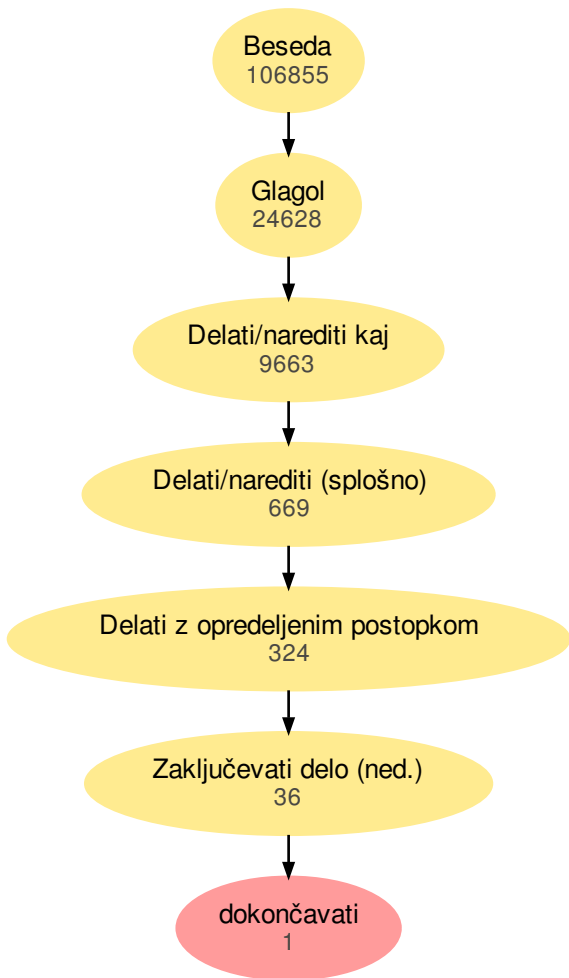 Beseda
106855
Glagol
24628
Delati/narediti kaj
9663
Delati/narediti (splošno)
669
Delati z opredeljenim postopkom
324
Zaključevati delo (ned.)
36
dokončavati
1